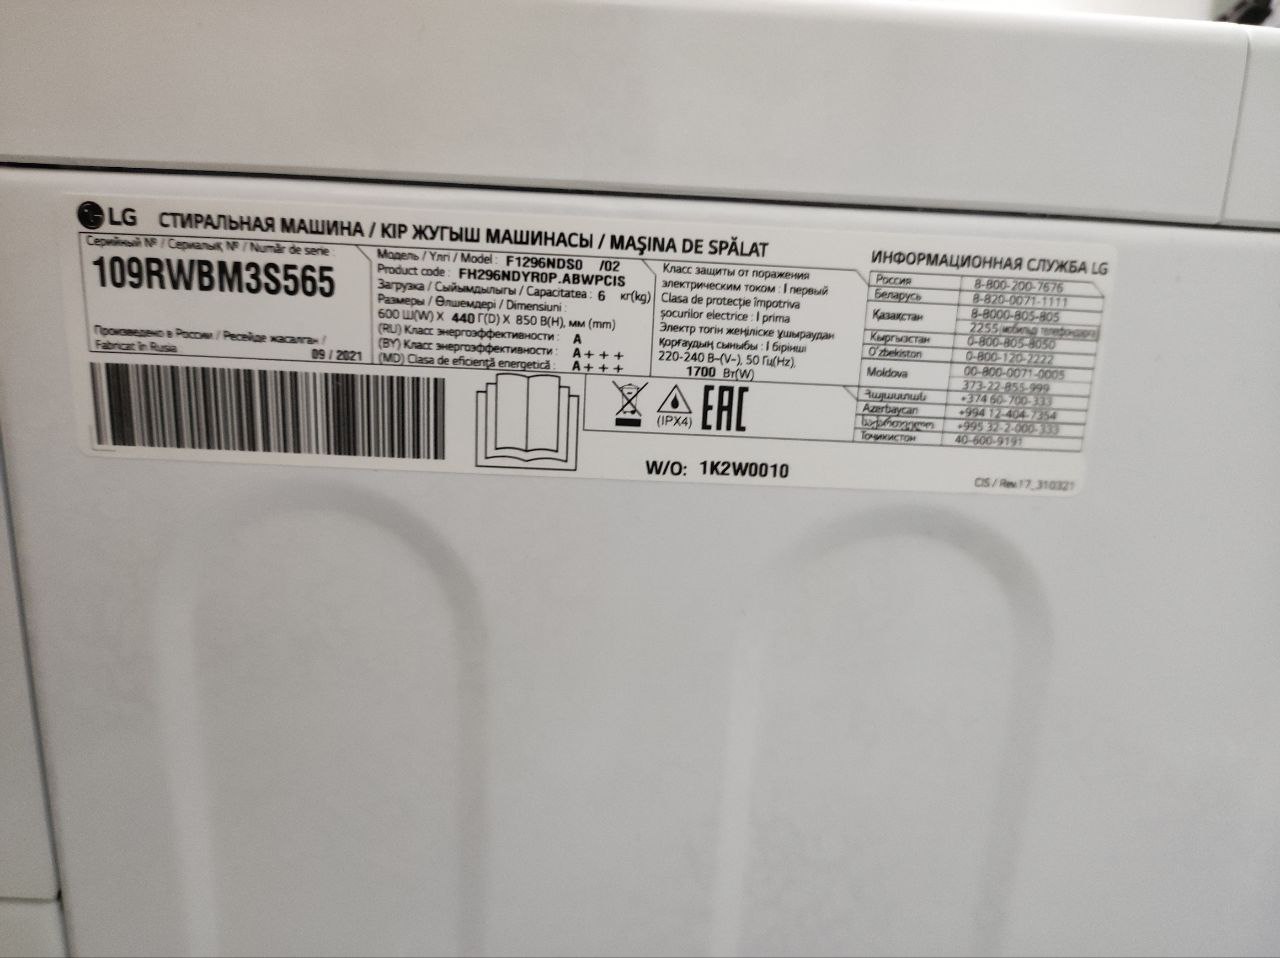 LG СТИРАЛЬНАЯ МАШИНА / КІР ЖУҒЫШ МАШИНАСЫ / MAŞINA DE SPĂLAT
Серийный № / Сериялық № / Număr de serie :
109RWBM3S565
Произведено в России / Ресейде жасалған /
Fabricat în Rusia
09 / 2021
Модель / Үлгі / Model : F1296NDS0 /02
Product code : FH296NDYR0P.ABWPCIS
Загрузка / Сыйымдылығы / Capacitatea : 6 кг(kg)
Размеры / Өлшемдері / Dimensiuni :
600 Ш(W) X 440 Г(D) X 850 В(H), мм (mm)
(RU) Класс энергоэффективности : A
(BY) Класс энергоэффективности : A+++
(MD) Clasa de eficiență energetică : A+++
Класс защиты от поражения
электрическим током : I первый
Clasa de protecție împotriva
șocurilor electrice : I prima
Электр тогін жеңіліске ұшыраудан
Қорғаудың сыныбы : I бірінші
220-240 В~(V~), 50 Гц(Hz),
1700 Вт(W)
(IPX4) EAC
W/O: 1K2W0010
ИНФОРМАЦИОННАЯ СЛУЖБА LG
Россия 8-800-200-7676
Беларусь 8-820-0071-1111
Қазақстан 8-8000-805-805
2255
Кыргызстан 0-800-805-8050
O'zbekiston 0-800-120-2222
Moldova 00-800-0071-0005
373-22-855-999
Հայաստան +374 60-700-333
Azərbaycan +994 12-404-7354
საქართველო +995 32-2-000-333
Тоҷикистон 40-600-9191
CIS / Rev.17_310321